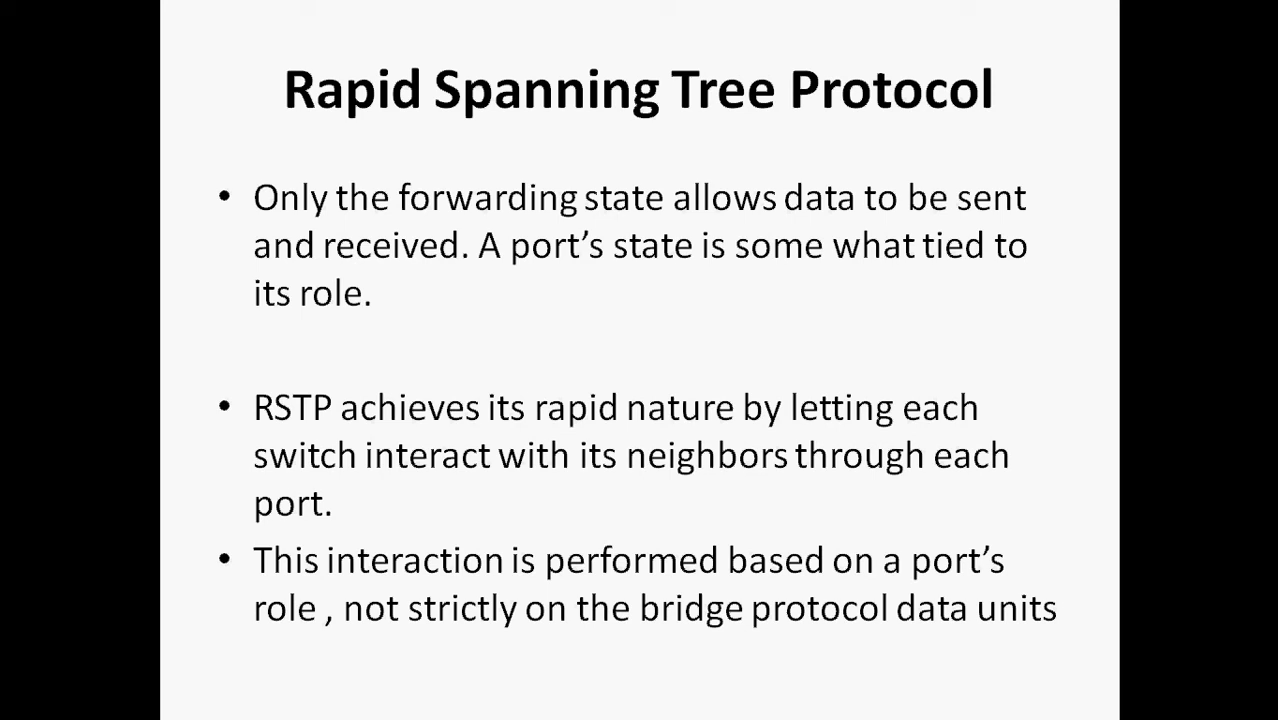 Rapid Spanning Tree Protocol
• Only the forwarding state allows data to be sent
and received. A port’s state is some what tied to
its role.
• RSTP achieves its rapid nature by letting each
switch interact with its neighbors through each
port.
• This interaction is performed based on a port’s
role , not strictly on the bridge protocol data units